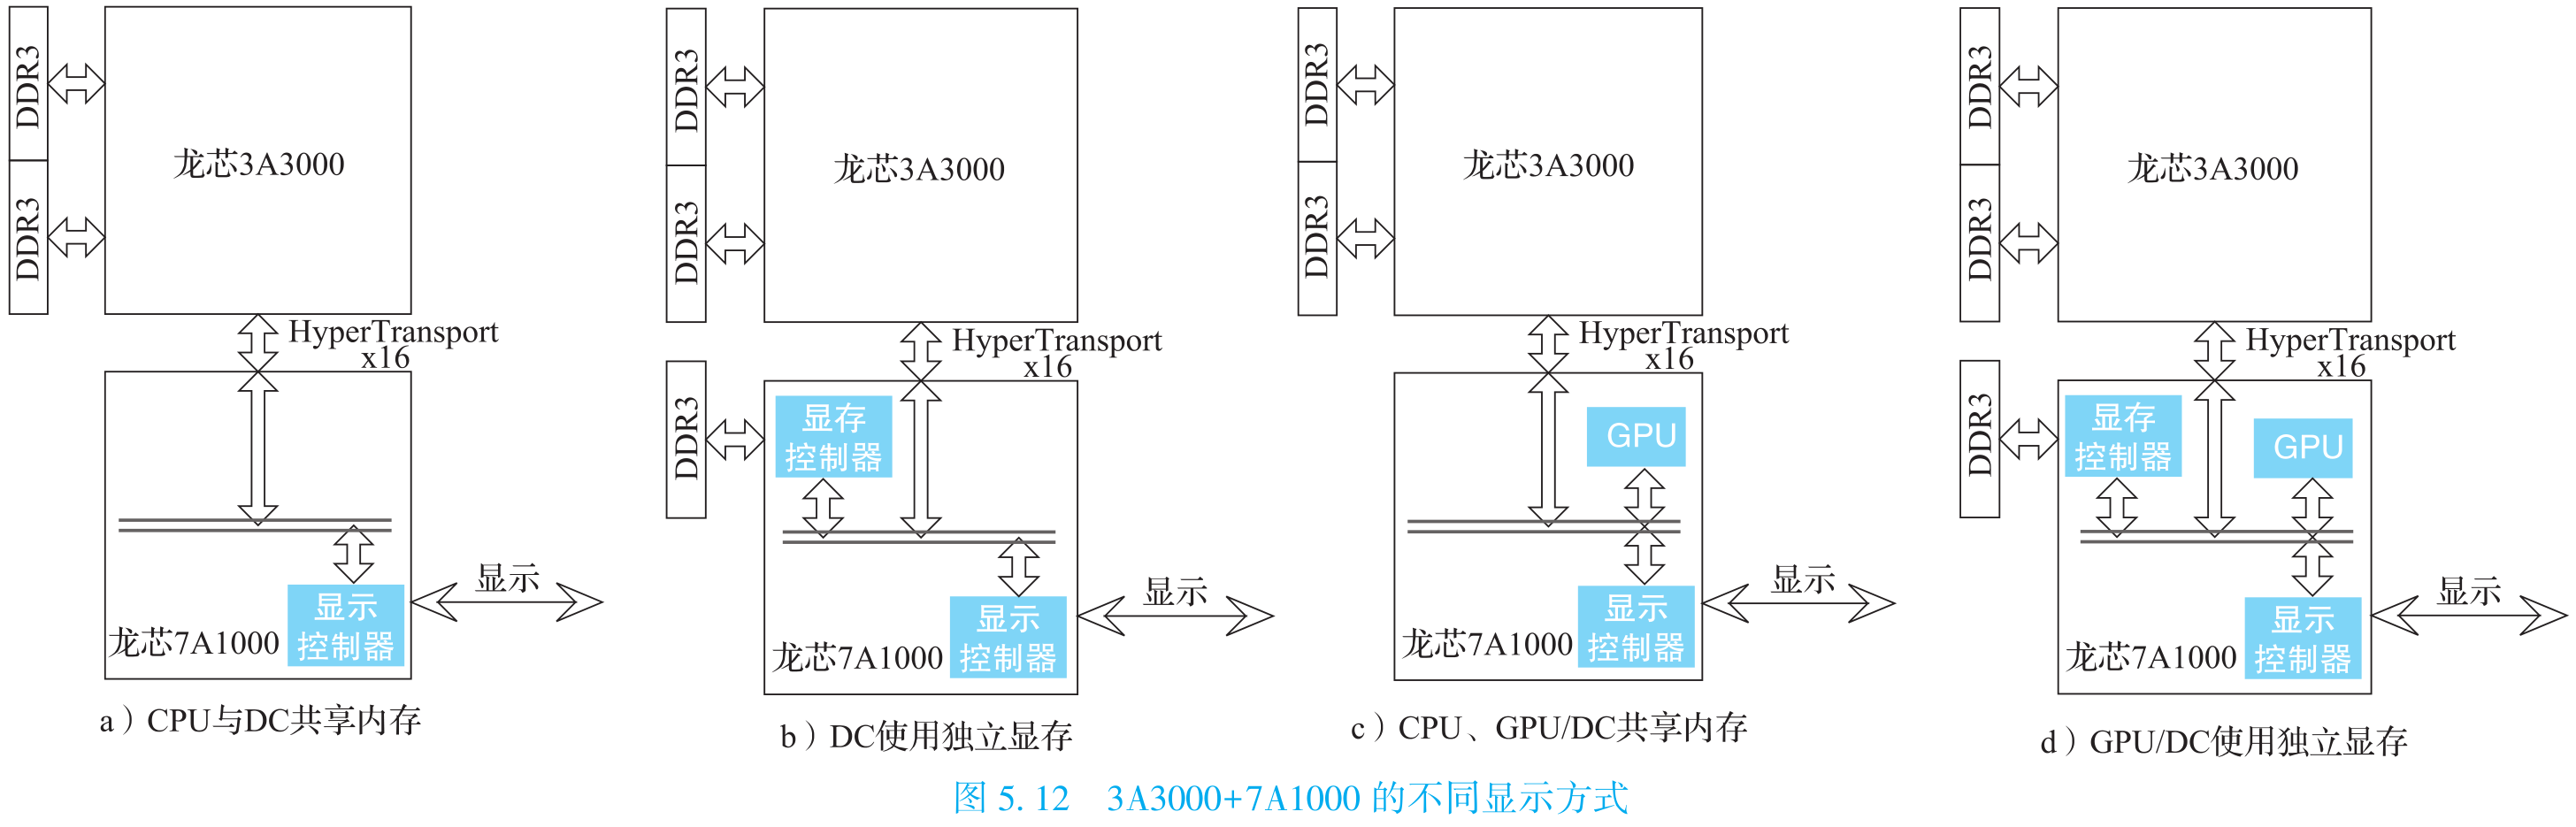 DDR3
DDR3
龙芯3A3000
HyperTransport
x16
显示
控制器
龙芯7A1000
显示
a）CPU与DC共享内存
DDR3
DDR3
龙芯3A3000
HyperTransport
x16
DDR3
显存
控制器
显示
控制器
龙芯7A1000
显示
b）DC使用独立显存
DDR3
DDR3
龙芯3A3000
HyperTransport
x16
GPU
显示
控制器
龙芯7A1000
显示
c）CPU、GPU/DC共享内存
DDR3
DDR3
龙芯3A3000
HyperTransport
x16
DDR3
显存
控制器
GPU
显示
控制器
龙芯7A1000
显示
d）GPU/DC使用独立显存
图 5. 12 3A3000+7A1000 的不同显示方式